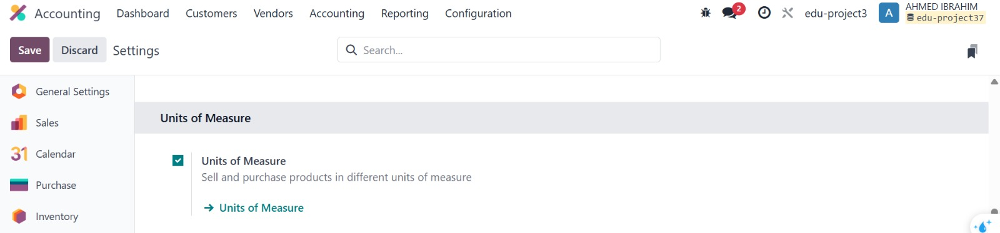 Accounting Dashboard Customers Vendors Accounting Reporting Configuration 2 edu-project3 A AHMED IBRAHIM
edu-project37
Save Discard Settings Search...
General Settings
Sales
31 Calendar
Purchase
Inventory
Units of Measure
Units of Measure
Sell and purchase products in different units of measure
→ Units of Measure